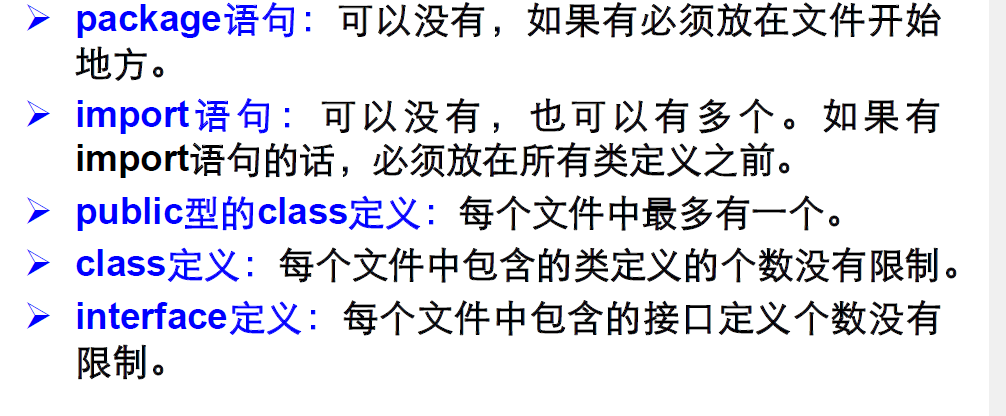 package语句：可以没有，如果有必须放在文件开始
地方。
import语句：可以没有，也可以有多个。如果有
import语句的话，必须放在所有类定义之前。
public型的class定义：每个文件中最多有一个。
class定义：每个文件中包含的类定义的个数没有限制。
interface定义：每个文件中包含的接口定义个数没有
限制。